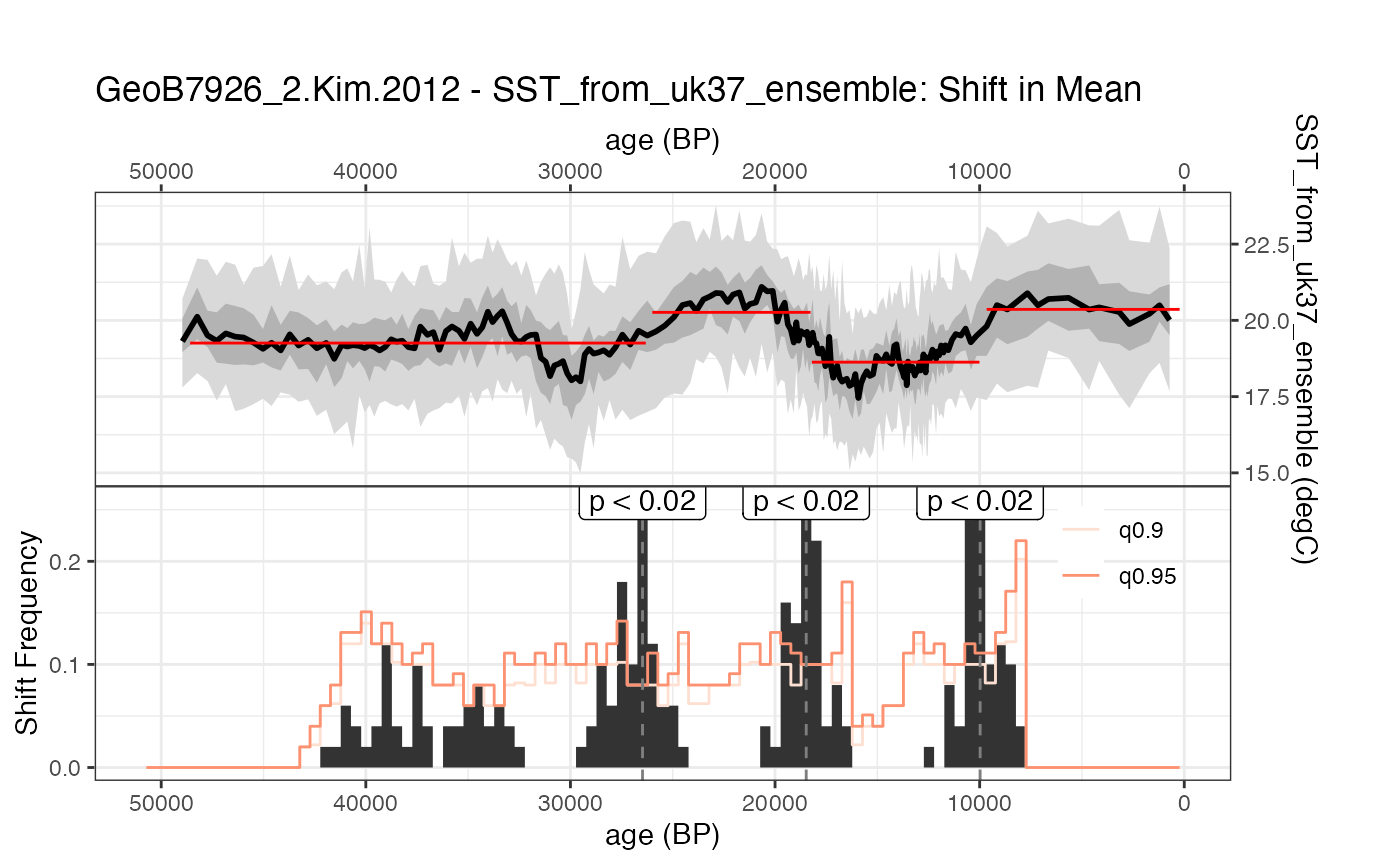 GeoB7926_2.Kim.2012 - SST_from_uk37_ensemble: Shift in Mean
age (BP)
50000 40000 30000 20000 10000 0
22.5
20.0
17.5
15.0
SST_from_uk37_ensemble (degC)
p < 0.02 p < 0.02 p < 0.02
q0.9
q0.95
Shift Frequency
0.2
0.1
0.0
50000 40000 30000 20000 10000 0
age (BP)